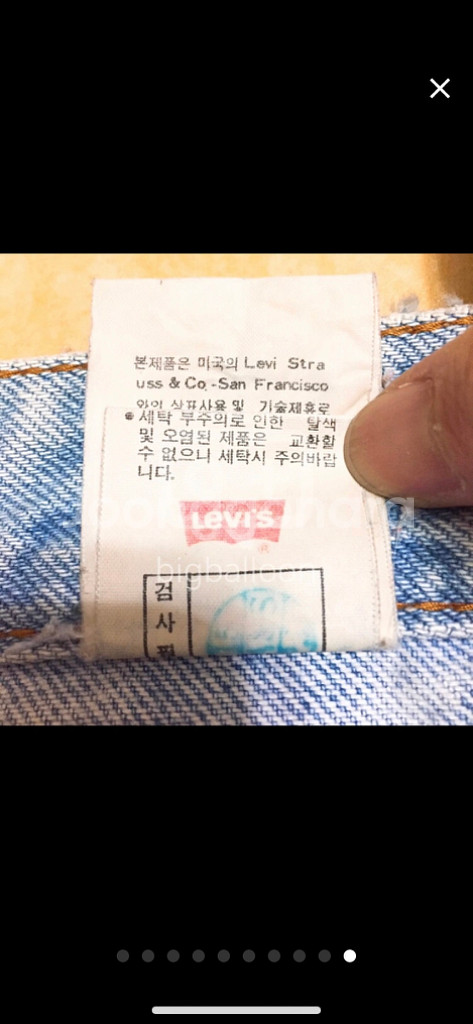 본제품은 미국의 Levi Stra
uss & Co.-San Francisco
와의 상표사용 및 기술제휴로
※세탁 부주의로 인한 탈색
및 오염된 제품은 교환할
수 없으니 세탁시 주의바랍
니다.
LEVI'S
bigballoon
검
사
필